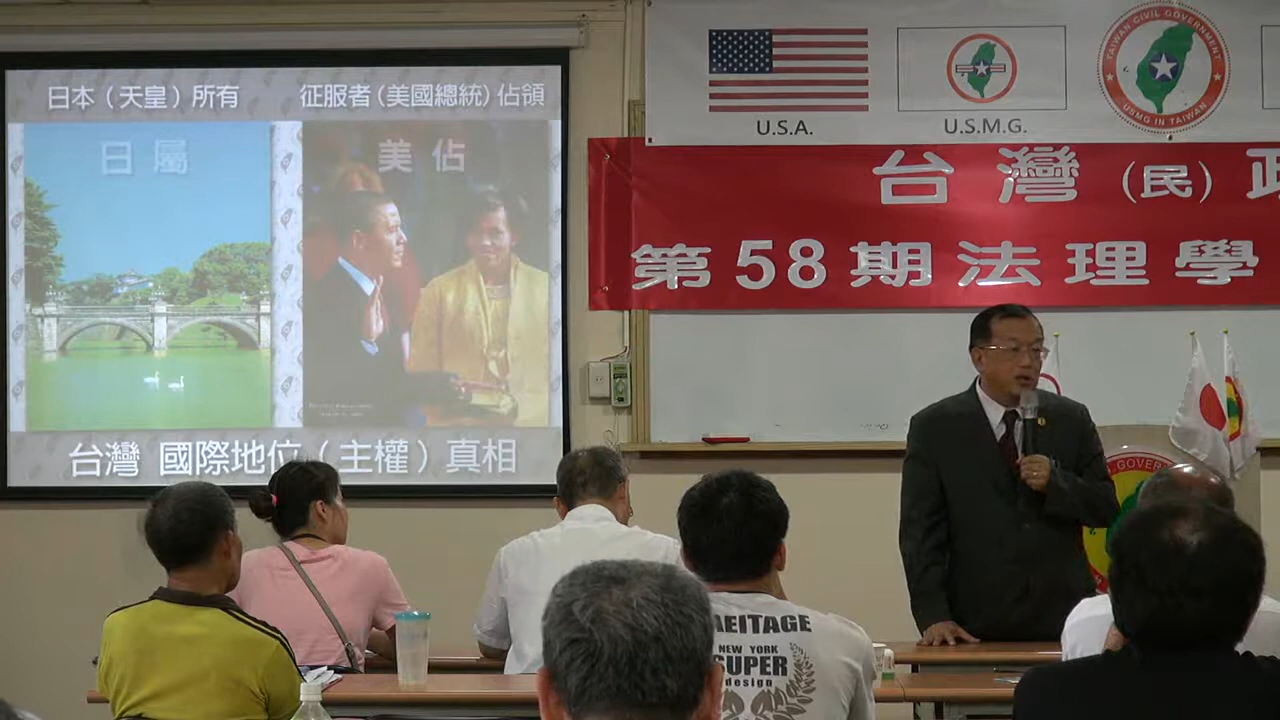 日本（天皇）所有
征服者（美國總統）佔領
日屬
美佔
台灣 國際地位（主權）真相
U.S.A.
U.S.M.G.
TAIWAN CIVIL GOVERNMENT
USMG IN TAIWAN
台灣（民）政
第58期法理學
GOVER
HEITAGE
NEW YORK
SUPER
design